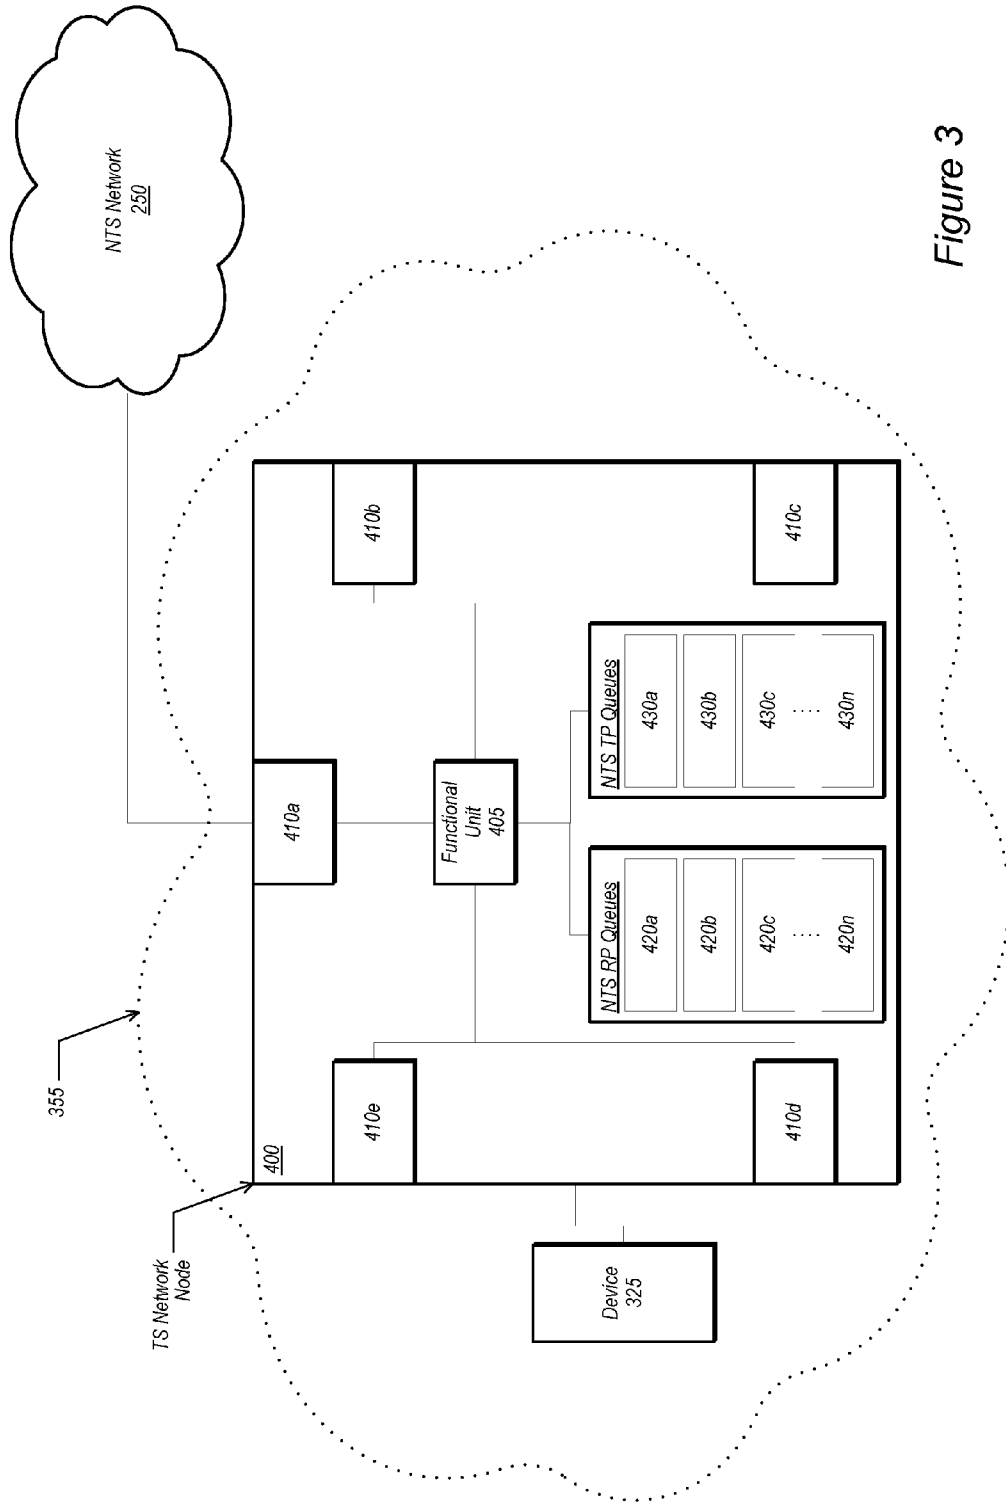 NTS Network
250
355
TS Network
Node
400
410a
410b
410e
Functional
Unit
405
Device
325
NTS RP Queues
420a
420b
420c
.....
420n
NTS TP Queues
430a
430b
430c
.....
430n
410d
410c
Figure 3